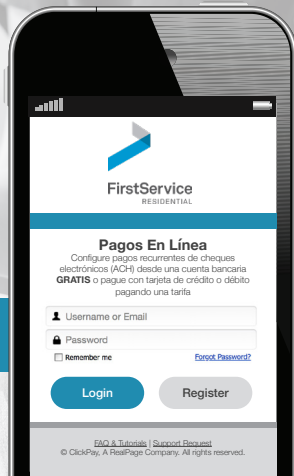 FirstService
RESIDENTIAL
Pagos En Línea
Configure pagos recurrentes de cheques
electrónicos (ACH) desde una cuenta bancaria
GRATIS o pague con tarjeta de crédito o débito
pagando una tarifa
Username or Email
Password
Remember me Forgot Password?
Login Register
FAQ & Tutorials | Support Request
© ClickPay, A RealPage Company. All rights reserved.